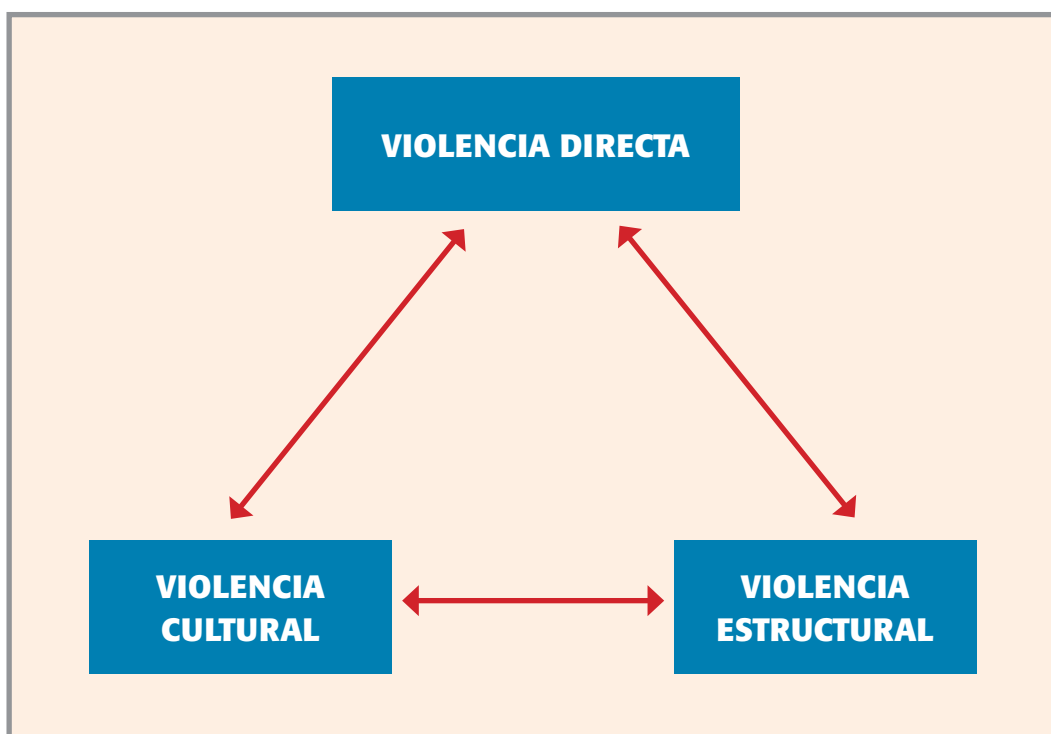 VIOLENCIA DIRECTA
VIOLENCIA
CULTURAL
VIOLENCIA
ESTRUCTURAL